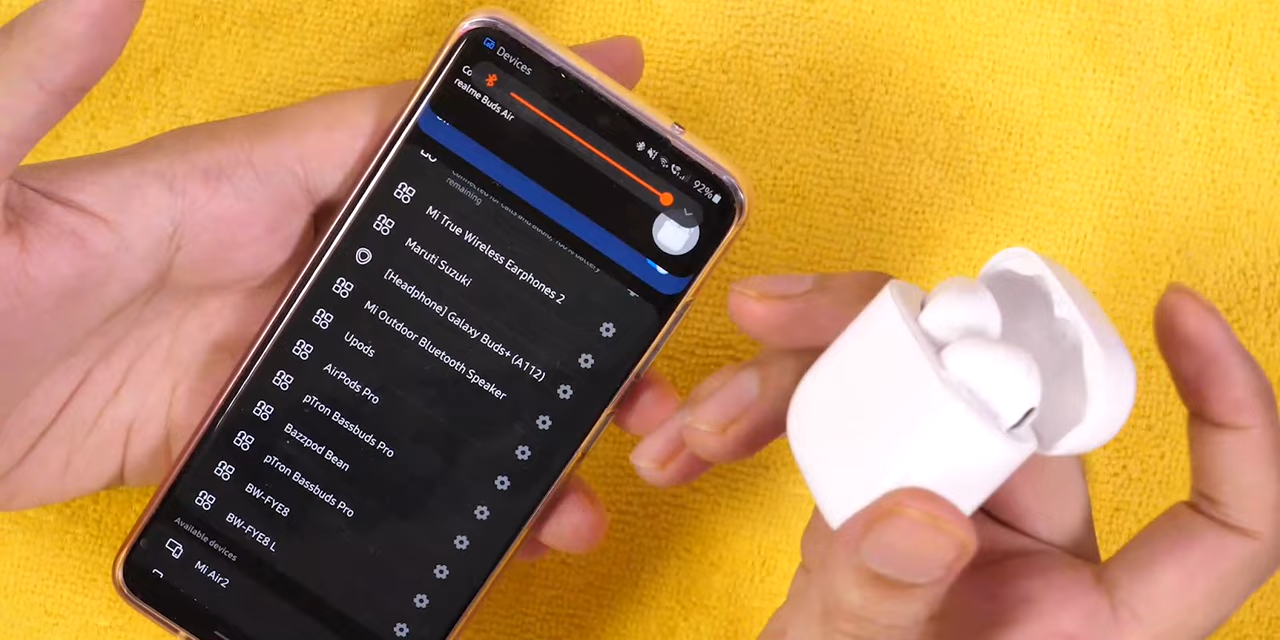 Devices
realme Buds Air
92%
remaining
Mi True Wireless Earphones 2
Maruti Suzuki
[Headphone] Galaxy Buds+ (A112)
Mi Outdoor Bluetooth Speaker
Upods
AirPods Pro
pTron Bassbuds Pro
Bazzpod Bean
pTron Bassbuds Pro
BW-FYE8
BW-FYE8 L
Available devices
Mi Air2